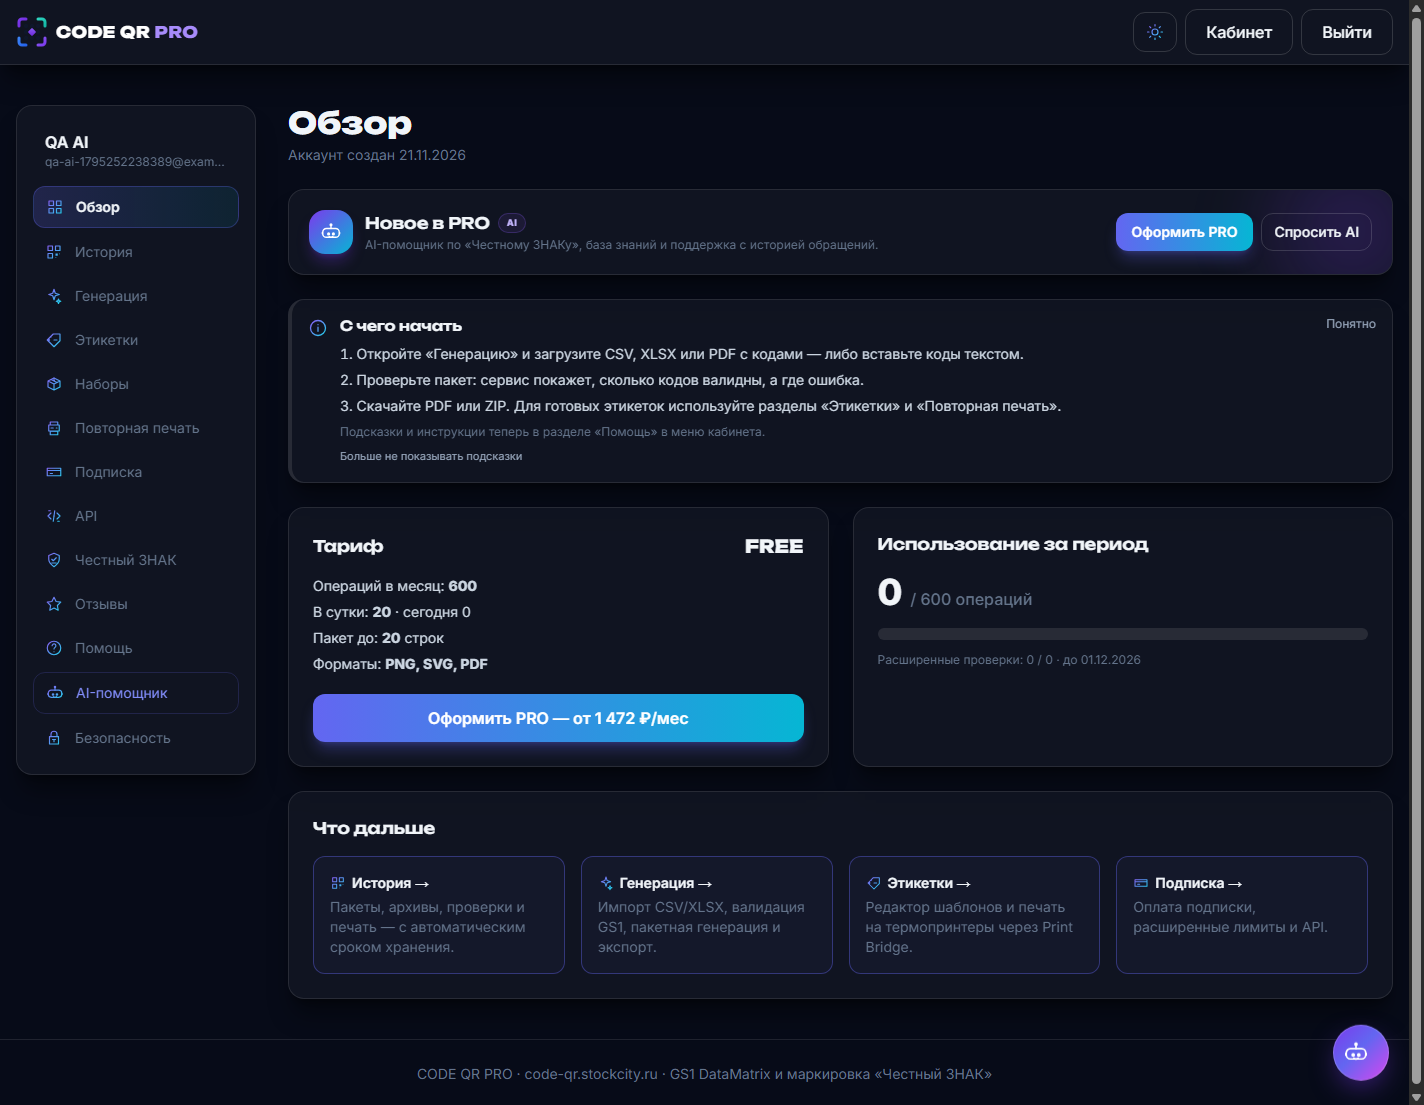 CODE QR PRO
Кабинет
Выйти
QA AI
qa-ai-1795252238389@exam...
Обзор
История
Генерация
Этикетки
Наборы
Повторная печать
Подписка
API
Честный ЗНАК
Отзывы
Помощь
AI-помощник
Безопасность
Обзор
Аккаунт создан 21.11.2026
Новое в PRO AI
AI-помощник по «Честному ЗНАКу», база знаний и поддержка с историей обращений.
Оформить PRO
Спросить AI
С чего начать
Понятно
1. Откройте «Генерацию» и загрузите CSV, XLSX или PDF с кодами — либо вставьте коды текстом.
2. Проверьте пакет: сервис покажет, сколько кодов валидны, а где ошибка.
3. Скачайте PDF или ZIP. Для готовых этикеток используйте разделы «Этикетки» и «Повторная печать».
Подсказки и инструкции теперь в разделе «Помощь» в меню кабинета.
Больше не показывать подсказки
Тариф
FREE
Операций в месяц: 600
В сутки: 20 · сегодня 0
Пакет до: 20 строк
Форматы: PNG, SVG, PDF
Оформить PRO — от 1 472 ₽/мес
Использование за период
0 / 600 операций
Расширенные проверки: 0 / 0 · до 01.12.2026
Что дальше
История →
Пакеты, архивы, проверки и
печать — с автоматическим
сроком хранения.
Генерация →
Импорт CSV/XLSX, валидация
GS1, пакетная генерация и
экспорт.
Этикетки →
Редактор шаблонов и печать
на термопринтеры через Print
Bridge.
Подписка →
Оплата подписки,
расширенные лимиты и API.
CODE QR PRO · code-qr.stockcity.ru · GS1 DataMatrix и маркировка «Честный ЗНАК»